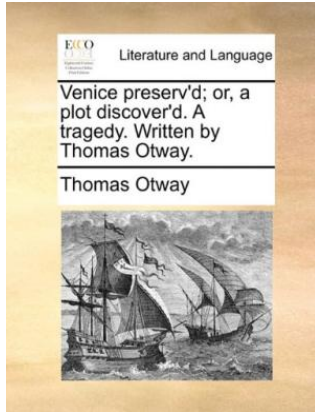 ECCO
Literature and Language
Venice preserv'd; or, a
plot discover'd. A
tragedy. Written by
Thomas Otway.
Thomas Otway